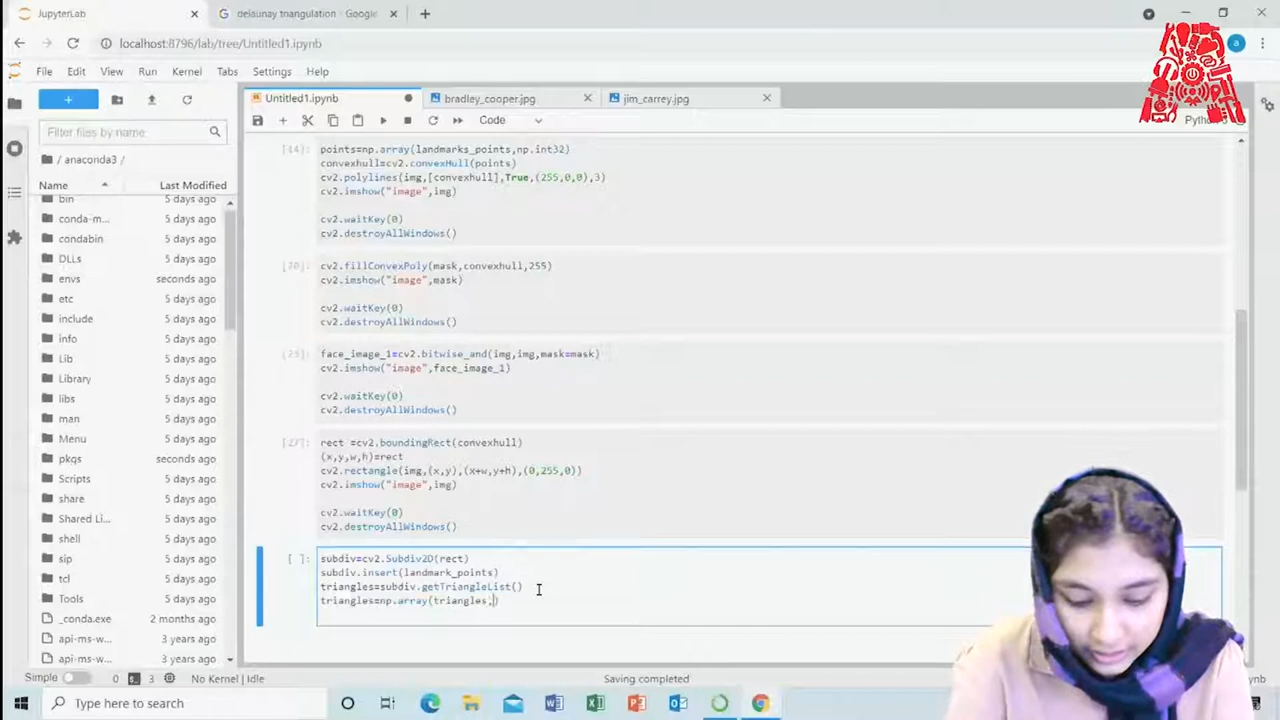 JupyterLab
delaunay triangulation - Google
localhost:8796/lab/tree/Untitled1.ipynb
a
File Edit View Run Kernel Tabs Settings Help
Untitled1.ipynb
bradley_cooper.jpg
jim_carrey.jpg
Code
Filter files by name
/ anaconda3 /
Name Last Modified
bin 5 days ago
conda-m... 5 days ago
condabin 5 days ago
DLLs 5 days ago
envs seconds ago
etc 5 days ago
include 5 days ago
info 5 days ago
Lib 5 days ago
Library 5 days ago
libs 5 days ago
man 5 days ago
Menu 5 days ago
pkgs seconds ago
Scripts 5 days ago
share 5 days ago
Shared Li... 5 days ago
shell 5 days ago
sip 5 days ago
tcl 5 days ago
Tools 5 days ago
_conda.exe 2 months ago
api-ms-w... 3 years ago
api-ms-w... 3 years ago
points=np.array(landmarks_points,np.int32)
convexhull=cv2.convexHull(points)
cv2.polylines(img,[convexhull],True,(255,0,0),3)
cv2.imshow("image",img)
cv2.waitKey(0)
cv2.destroyAllWindows()
cv2.fillConvexPoly(mask,convexhull,255)
cv2.imshow("image",mask)
cv2.waitKey(0)
cv2.destroyAllWindows()
face_image_1=cv2.bitwise_and(img,img,mask=mask)
cv2.imshow("image",face_image_1)
cv2.waitKey(0)
cv2.destroyAllWindows()
rect =cv2.boundingRect(convexhull)
(x,y,w,h)=rect
cv2.rectangle(img,(x,y),(x+w,y+h),(0,255,0))
cv2.imshow("image",img)
cv2.waitKey(0)
cv2.destroyAllWindows()
[ ]: subdiv=cv2.Subdiv2D(rect)
subdiv.insert(landmark_points)
triangles=subdiv.getTriangleList()
triangles=np.array(triangles,)
Simple 0 3 No Kernel | Idle Saving completed
Type here to search